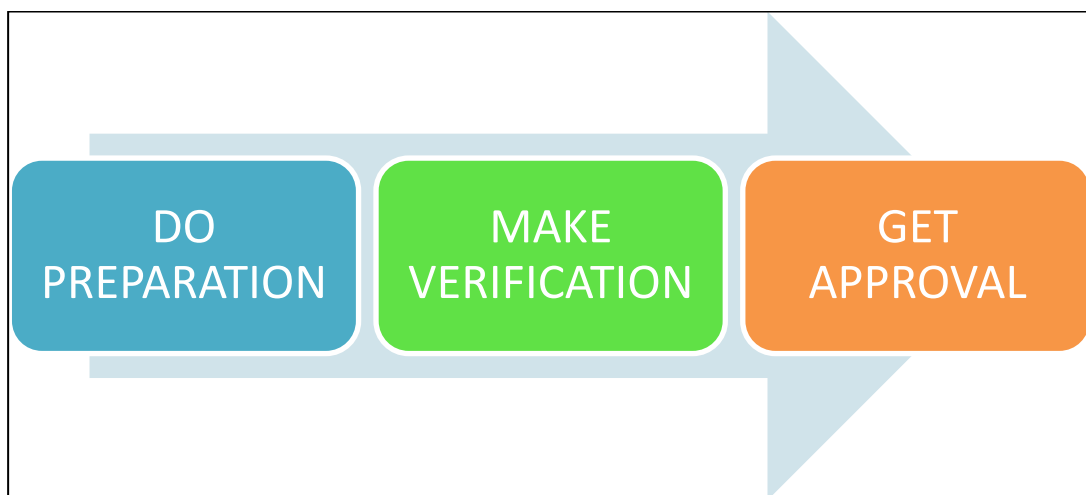 DO
PREPARATION
MAKE
VERIFICATION
GET
APPROVAL